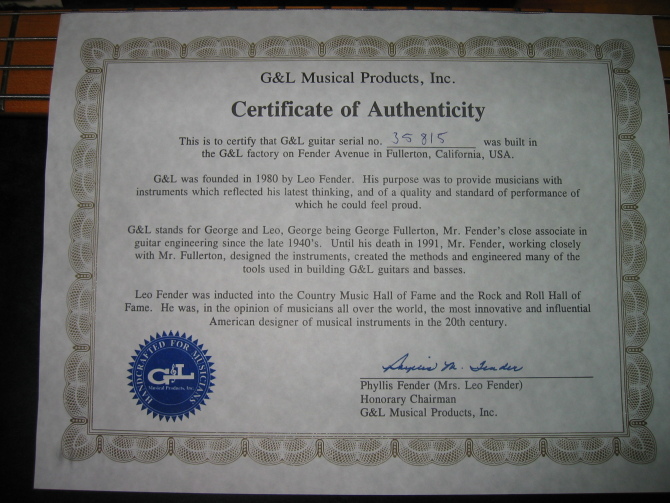 G&L Musical Products, Inc.
Certificate of Authenticity
This is to certify that G&L guitar serial no. 35815 was built in
the G&L factory on Fender Avenue in Fullerton, California, USA.
G&L was founded in 1980 by Leo Fender. His purpose was to provide musicians with
instruments which reflected his latest thinking, and of a quality and standard of performance of
which he could feel proud.
G&L stands for George and Leo, George being George Fullerton, Mr. Fender's close associate in
guitar engineering since the late 1940's. Until his death in 1991, Mr. Fender, working closely
with Mr. Fullerton, designed the instruments, created the methods and engineered many of the
tools used in building G&L guitars and basses.
Leo Fender was inducted into the Country Music Hall of Fame and the Rock and Roll Hall of
Fame. He was, in the opinion of musicians all over the world, the most innovative and influential
American designer of musical instruments in the 20th century.
HANDCRAFTED FOR MUSICIANS
G&L
Musical Products, Inc.
Phyllis M. Fender
Phyllis Fender (Mrs. Leo Fender)
Honorary Chairman
G&L Musical Products, Inc.